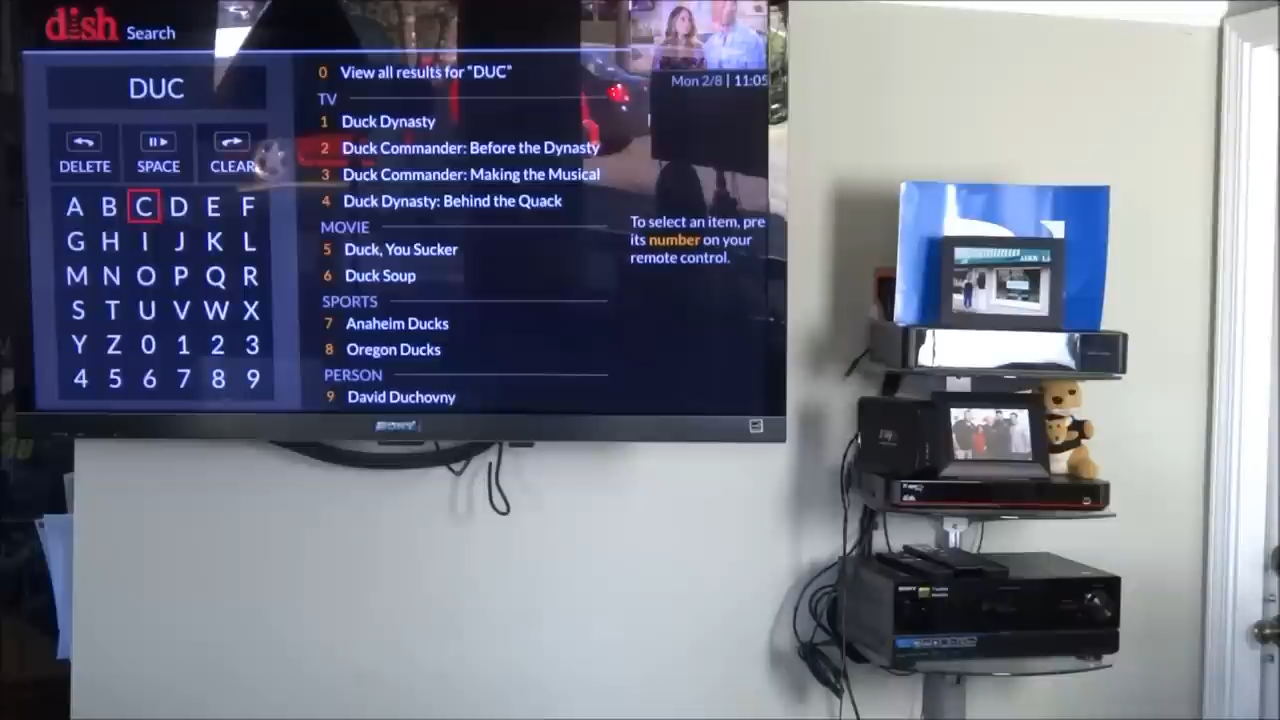 dish Search
DUC
DELETE SPACE CLEAR
A B C D E F
G H I J K L
M N O P Q R
S T U V W X
Y Z 0 1 2 3
4 5 6 7 8 9
0 View all results for "DUC"
TV
1 Duck Dynasty
2 Duck Commander: Before the Dynasty
3 Duck Commander: Making the Musical
4 Duck Dynasty: Behind the Quack
MOVIE
5 Duck, You Sucker
6 Duck Soup
SPORTS
7 Anaheim Ducks
8 Oregon Ducks
PERSON
9 David Duchovny
Mon 2/8 | 11:05
To select an item, pre
its number on your
remote control.
SONY
dish
SONY